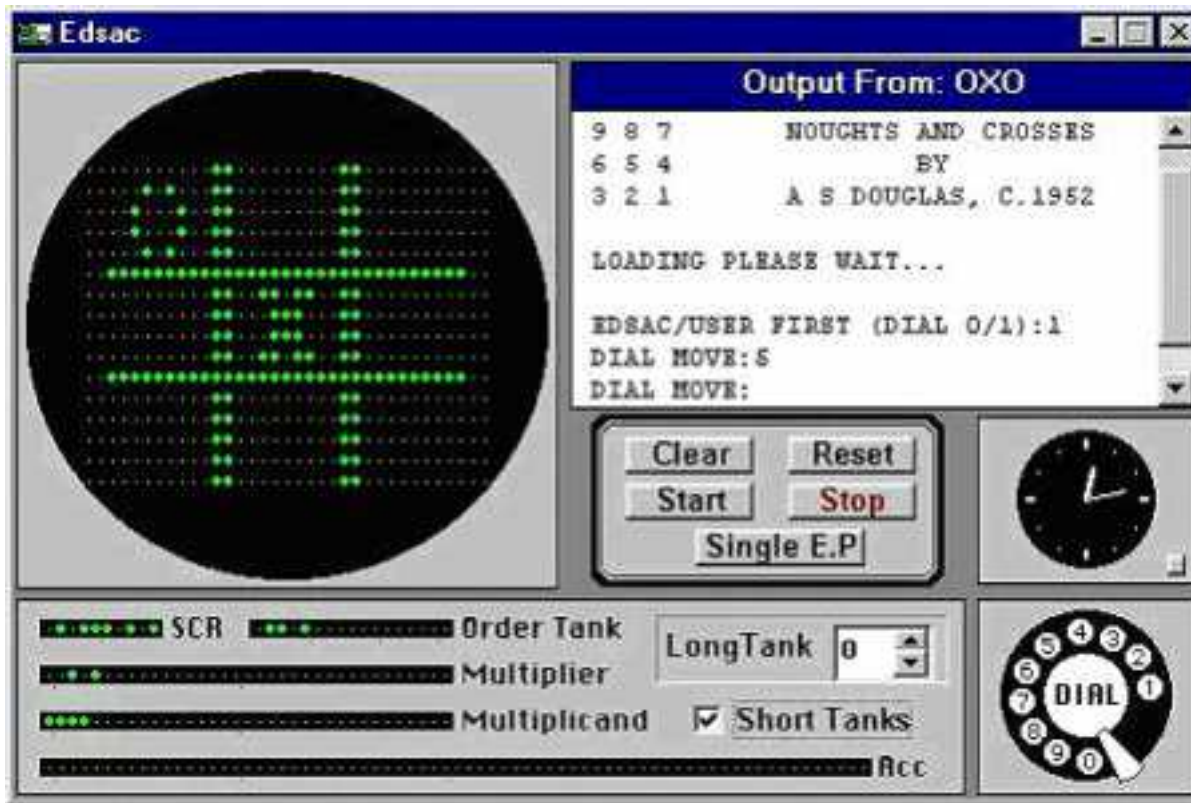 Edsac
Output From: OXO
9 8 7 NOUGHTS AND CROSSES
6 5 4 BY
3 2 1 A S DOUGLAS, C.1952
LOADING PLEASE WAIT...
EDSAC/USER FIRST (DIAL 0/1):1
DIAL MOVE:5
DIAL MOVE:
Clear Reset
Start Stop
Single E.P
SCR Order Tank
LongTank 0
Multiplier
Multiplicand
Short Tanks
Acc
5 4 3 2 1
6 7 8 9 0
DIAL